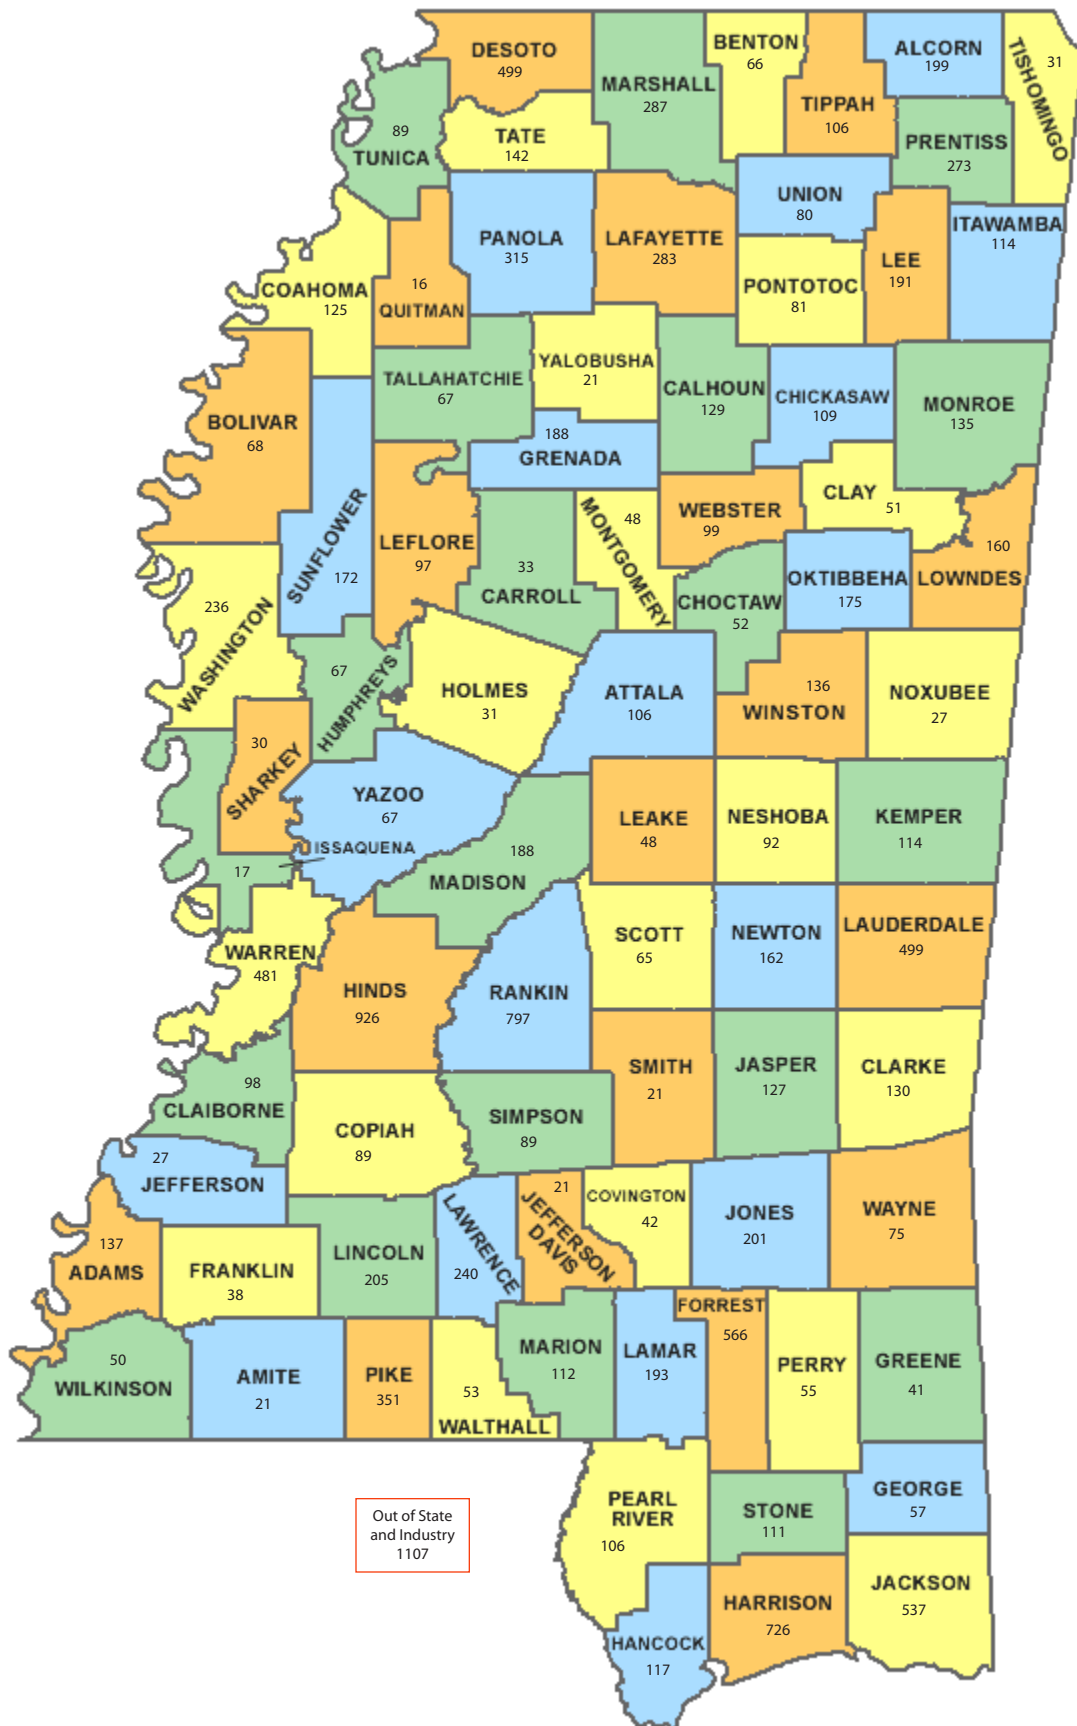 DESOTO
499
MARSHALL
287
BENTON
66
TIPPAH
106
ALCORN
199
TISHOMINGO
31
89
TUNICA
TATE
142
PRENTISS
273
UNION
80
ITAWAMBA
114
PANOLA
315
LAFAYETTE
283
LEE
191
COAHOMA
125
16
QUITMAN
PONTOTOC
81
TALLAHATCHIE
67
YALOBUSHA
21
CALHOUN
129
CHICKASAW
109
MONROE
135
BOLIVAR
68
188
GRENADA
SUNFLOWER
172
LEFLORE
97
33
CARROLL
MONTGOMERY
48
WEBSTER
99
CLAY
51
160
LOWNDES
OKTIBBEHA
175
CHOCTAW
52
236
WASHINGTON
67
HUMPHREYS
HOLMES
31
ATTALA
106
136
WINSTON
NOXUBEE
27
30
SHARKEY
YAZOO
67
ISSAQUENA
17
188
MADISON
LEAKE
48
NESHOBA
92
KEMPER
114
WARREN
481
HINDS
926
RANKIN
797
SCOTT
65
NEWTON
162
LAUDERDALE
499
98
CLAIBORNE
COPIAH
89
SIMPSON
89
SMITH
21
JASPER
127
CLARKE
130
27
JEFFERSON
137
ADAMS
FRANKLIN
38
LINCOLN
205
LAWRENCE
240
21
JEFFERSON
DAVIS
COVINGTON
42
JONES
201
WAYNE
75
50
WILKINSON
AMITE
21
PIKE
351
53
WALTHALL
MARION
112
LAMAR
193
FORREST
566
PERRY
55
GREENE
41
Out of State
and Industry
1107
PEARL
RIVER
106
STONE
111
GEORGE
57
HANCOCK
117
HARRISON
726
JACKSON
537